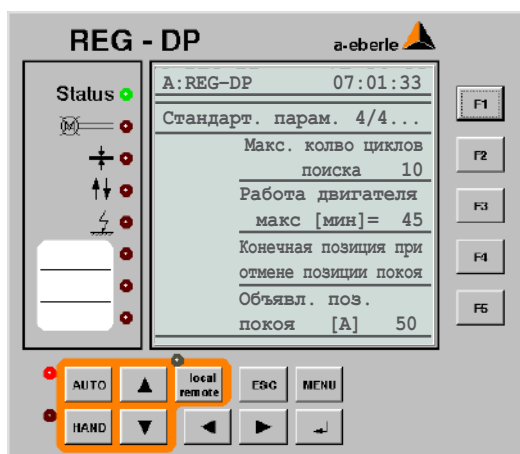 REG - DP
a-eberle
Status
A:REG-DP 07:01:33
Стандарт. парам. 4/4...
Макс. колво циклов
поиска 10
Работа двигателя
макс [мин]= 45
Конечная позиция при
отмене позиции покоя
Объявл. поз.
покоя [A] 50
F1
F2
F3
F4
F5
M
AUTO
local
remote
ESC
MENU
HAND